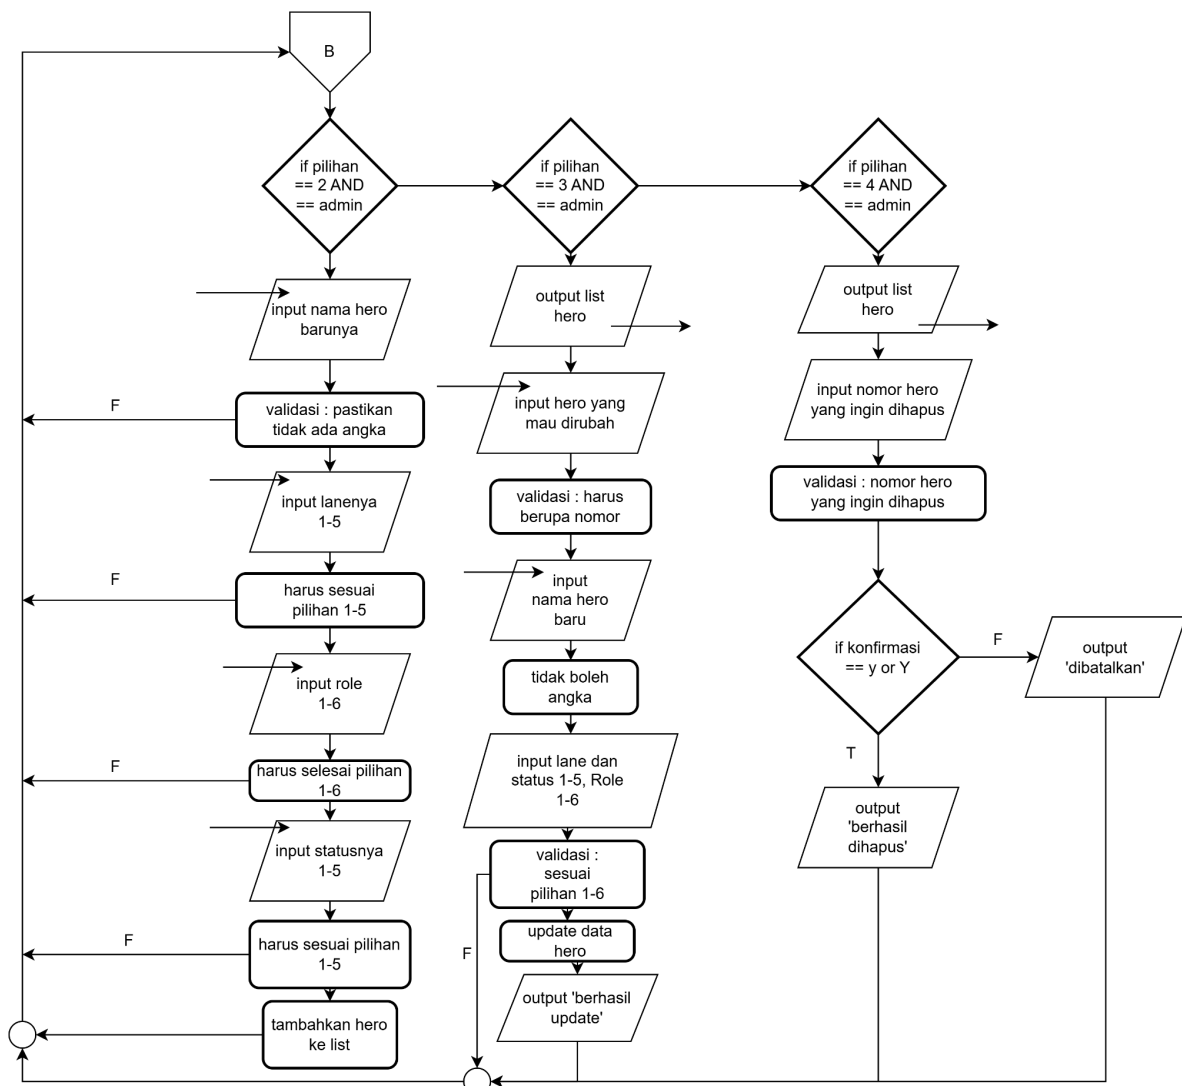 B
if pilihan
== 2 AND
== admin
if pilihan
== 3 AND
== admin
if pilihan
== 4 AND
== admin
input nama hero
barunya
F
validasi : pastikan
tidak ada angka
input lanenya
1-5
F
harus sesuai
pilihan 1-5
input role
1-6
F
harus selesai pilihan
1-6
input statusnya
1-5
F
harus sesuai pilihan
1-5
tambahkan hero
ke list
output list
hero
input hero yang
mau dirubah
validasi : harus
berupa nomor
input
nama hero
baru
tidak boleh
angka
input lane dan
status 1-5, Role
1-6
validasi :
sesuai
pilihan 1-6
F
update data
hero
output 'berhasil
update'
output list
hero
input nomor hero
yang ingin dihapus
validasi : nomor hero
yang ingin dihapus
if konfirmasi
== y or Y
F
output
'dibatalkan'
T
output
'berhasil
dihapus'